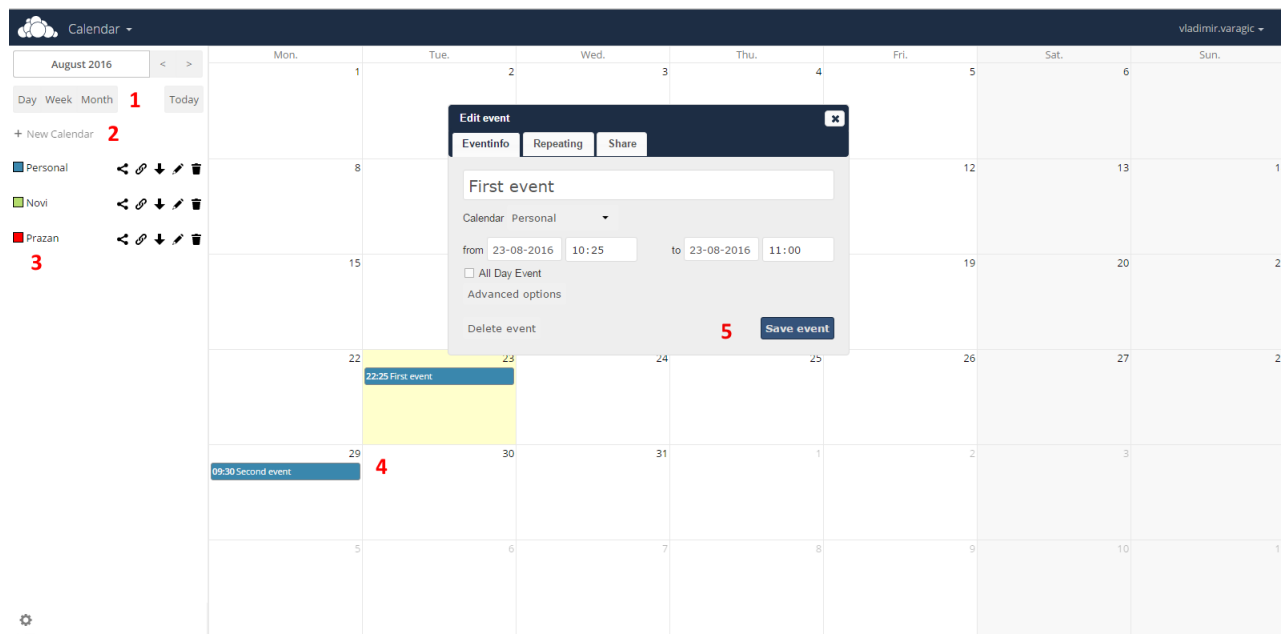 Calendar
vladimir.varagic
August 2016 < >
Day Week Month 1 Today
+ New Calendar 2
Personal
Novi
Prazan
3
Mon. Tue. Wed. Thu. Fri. Sat. Sun.
1 2 3 4 5 6
Edit event
Eventinfo Repeating Share
First event
Calendar Personal
from 23-08-2016 10:25 to 23-08-2016 11:00
All Day Event
Advanced options
Delete event 5 Save event
8 12 13 1
15 19 20 2
22 23 24 25 26 27 2
22:25 First event
29 30 31 1 2 3
09:30 Second event 4
5 6 7 8 9 10 1